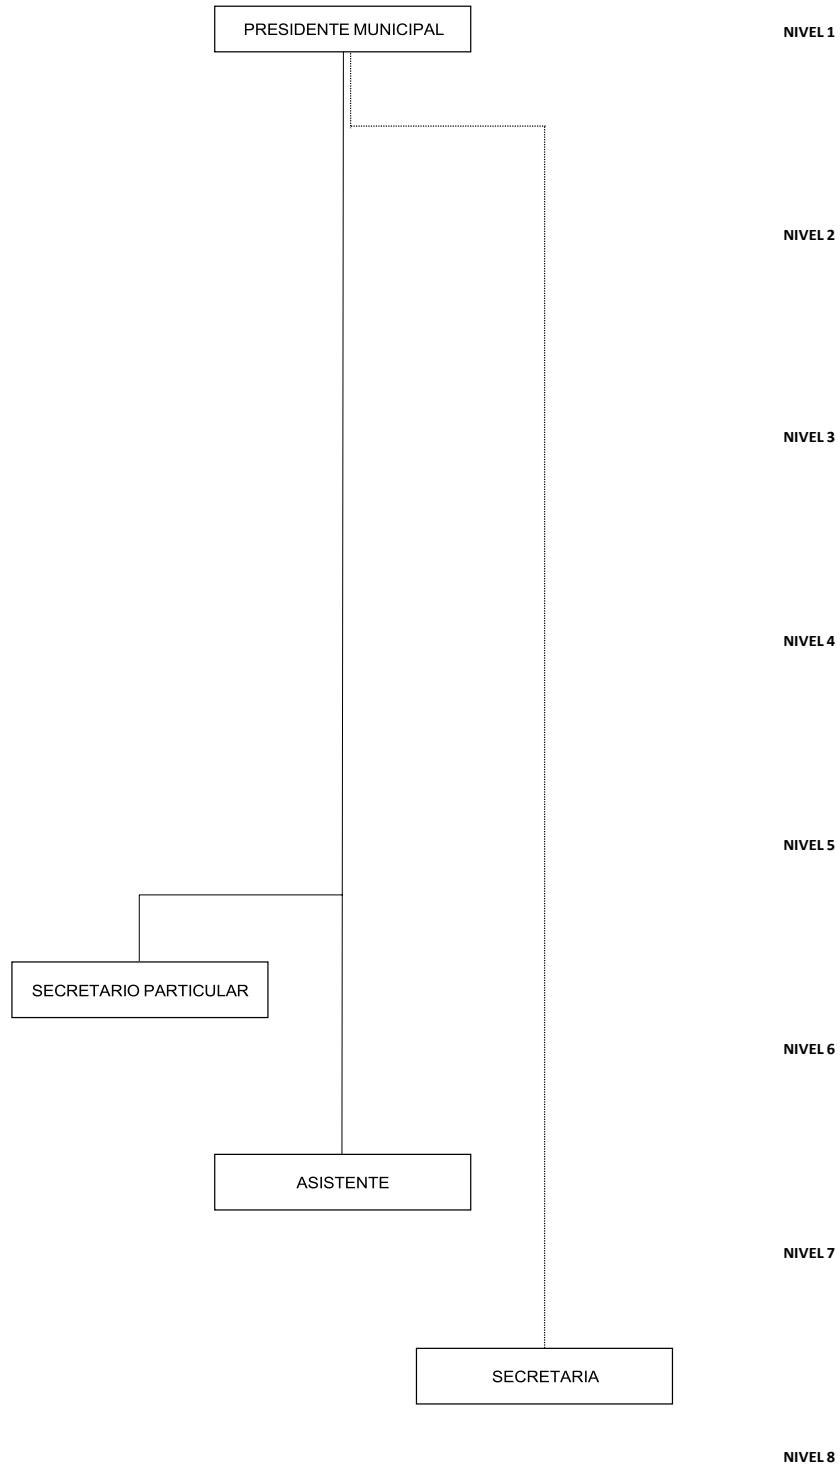 PRESIDENTE MUNICIPAL
NIVEL 1
NIVEL 2
NIVEL 3
NIVEL 4
NIVEL 5
SECRETARIO PARTICULAR
NIVEL 6
ASISTENTE
NIVEL 7
SECRETARIA
NIVEL 8